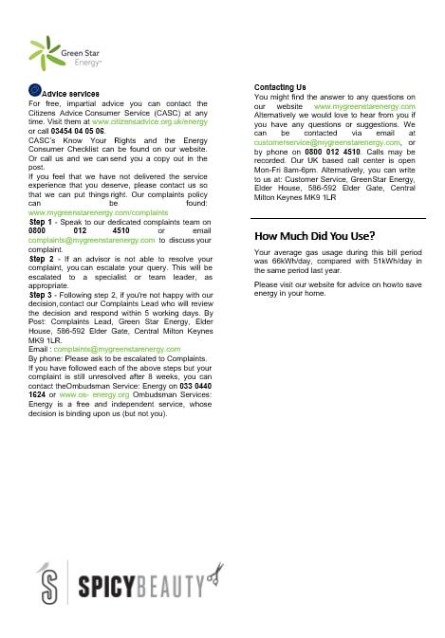 Green Star
Energy
Advice services
For free, impartial advice you can contact the
Citizens Advice Consumer Service (CASC) at any
time. Visit them at www.citizensadvice.org.uk/energy
or call 03454 04 05 06.
CASC's Know Your Rights and the Energy
Consumer Checklist can be found on our website.
Or call us and we can send you a copy out in the
post.
If you feel that we have not delivered the service
experience that you deserve, please contact us so
that we can put things right. Our complaints policy
can be found:
www.mygreenstarenergy.com/complaints
Step 1 - Speak to our dedicated complaints team on
0800 012 4510 or email
complaints@mygreenstarenergy.com to discuss your
complaint.
Step 2 - If an advisor is not able to resolve your
complaint, you can escalate your query. This will be
escalated to a specialist or team leader, as
appropriate.
Step 3 - Following step 2, if you're not happy with our
decision, contact our Complaints Lead who will review
the decision and respond within 5 working days. By
Post: Complaints Lead, Green Star Energy, Elder
House, 586-592 Elder Gate, Central Milton Keynes
MK9 1LR.
Email : complaints@mygreenstarenergy.com
By phone: Please ask to be escalated to Complaints.
If you have followed each of the above steps but your
complaint is still unresolved after 8 weeks, you can
contact theOmbudsman Service: Energy on 033 0440
1624 or www.os- energy.org Ombudsman Services:
Energy is a free and independent service, whose
decision is binding upon us (but not you).
Contacting Us
You might find the answer to any questions on
our website www.mygreenstarenergy.com
Alternatively we would love to hear from you if
you have any questions or suggestions. We
can be contacted via email at
customerservice@mygreenstarenergy.com, or
by phone on 0800 012 4510. Calls may be
recorded. Our UK based call center is open
Mon-Fri 8am-6pm. Alternatively, you can write
to us at: Customer Service, GreenStar Energy,
Elder House, 586-592 Elder Gate, Central
Milton Keynes MK9 1LR
How Much Did You Use?
Your average gas usage during this bill period
was 66kWh/day, compared with 51kWh/day in
the same period last year.
Please visit our website for advice on howto save
energy in your home.
SPICYBEAUTY